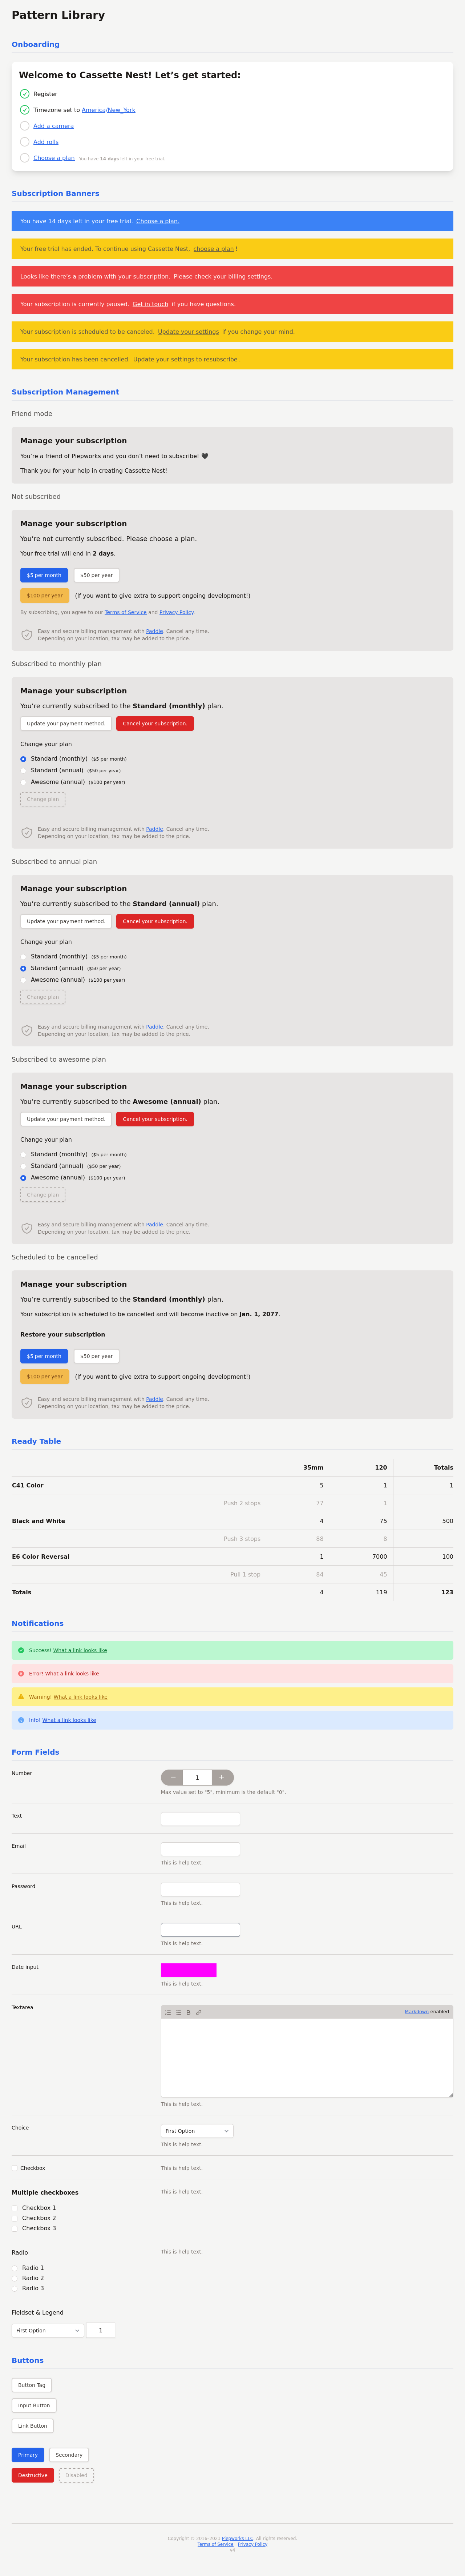 Pattern Library
Onboarding
Welcome to Cassette Nest! Let’s get started:
Register
Timezone set to America/New_York
Add a camera
Add rolls
Choose a plan You have 14 days left in your free trial.
Subscription Banners
You have 14 days left in your free trial. Choose a plan.
Your free trial has ended. To continue using Cassette Nest, choose a plan!
Looks like there’s a problem with your subscription. Please check your billing settings.
Your subscription is currently paused. Get in touch if you have questions.
Your subscription is scheduled to be canceled. Update your settings if you change your mind.
Your subscription has been cancelled. Update your settings to resubscribe.
Subscription Management
Friend mode
Manage your subscription
You’re a friend of Piepworks and you don’t need to subscribe! 🖤
Thank you for your help in creating Cassette Nest!
Not subscribed
Manage your subscription
You’re not currently subscribed. Please choose a plan.
Your free trial will end in 2 days.
$5 per month $50 per year
$100 per year (If you want to give extra to support ongoing development!)
By subscribing, you agree to our Terms of Service and Privacy Policy.
Easy and secure billing management with Paddle. Cancel any time.
Depending on your location, tax may be added to the price.
Subscribed to monthly plan
Manage your subscription
You’re currently subscribed to the Standard (monthly) plan.
Update your payment method. Cancel your subscription.
Change your plan
Standard (monthly) ($5 per month)
Standard (annual) ($50 per year)
Awesome (annual) ($100 per year)
Change plan
Easy and secure billing management with Paddle. Cancel any time.
Depending on your location, tax may be added to the price.
Subscribed to annual plan
Manage your subscription
You’re currently subscribed to the Standard (annual) plan.
Update your payment method. Cancel your subscription.
Change your plan
Standard (monthly) ($5 per month)
Standard (annual) ($50 per year)
Awesome (annual) ($100 per year)
Change plan
Easy and secure billing management with Paddle. Cancel any time.
Depending on your location, tax may be added to the price.
Subscribed to awesome plan
Manage your subscription
You’re currently subscribed to the Awesome (annual) plan.
Update your payment method. Cancel your subscription.
Change your plan
Standard (monthly) ($5 per month)
Standard (annual) ($50 per year)
Awesome (annual) ($100 per year)
Change plan
Easy and secure billing management with Paddle. Cancel any time.
Depending on your location, tax may be added to the price.
Scheduled to be cancelled
Manage your subscription
You’re currently subscribed to the Standard (monthly) plan.
Your subscription is scheduled to be cancelled and will become inactive on Jan. 1, 2077.
Restore your subscription
$5 per month $50 per year
$100 per year (If you want to give extra to support ongoing development!)
Easy and secure billing management with Paddle. Cancel any time.
Depending on your location, tax may be added to the price.
Ready Table
35mm 120 Totals
C41 Color 5 1 1
Push 2 stops 77 1
Black and White 4 75 500
Push 3 stops 88 8
E6 Color Reversal 1 7000 100
Pull 1 stop 84 45
Totals 4 119 123
Notifications
Success! What a link looks like
Error! What a link looks like
Warning! What a link looks like
Info! What a link looks like
Form Fields
Number − 1 +
Max value set to "5", minimum is the default "0".
Text
Email
This is help text.
Password
This is help text.
URL
This is help text.
Date input
This is help text.
Textarea B Markdown enabled
This is help text.
Choice First Option
This is help text.
Checkbox This is help text.
Multiple checkboxes This is help text.
Checkbox 1
Checkbox 2
Checkbox 3
Radio This is help text.
Radio 1
Radio 2
Radio 3
Fieldset & Legend
First Option 1
Buttons
Button Tag
Input Button
Link Button
Primary Secondary
Destructive Disabled
Copyright © 2016–2023 Piepworks LLC. All rights reserved.
Terms of Service Privacy Policy